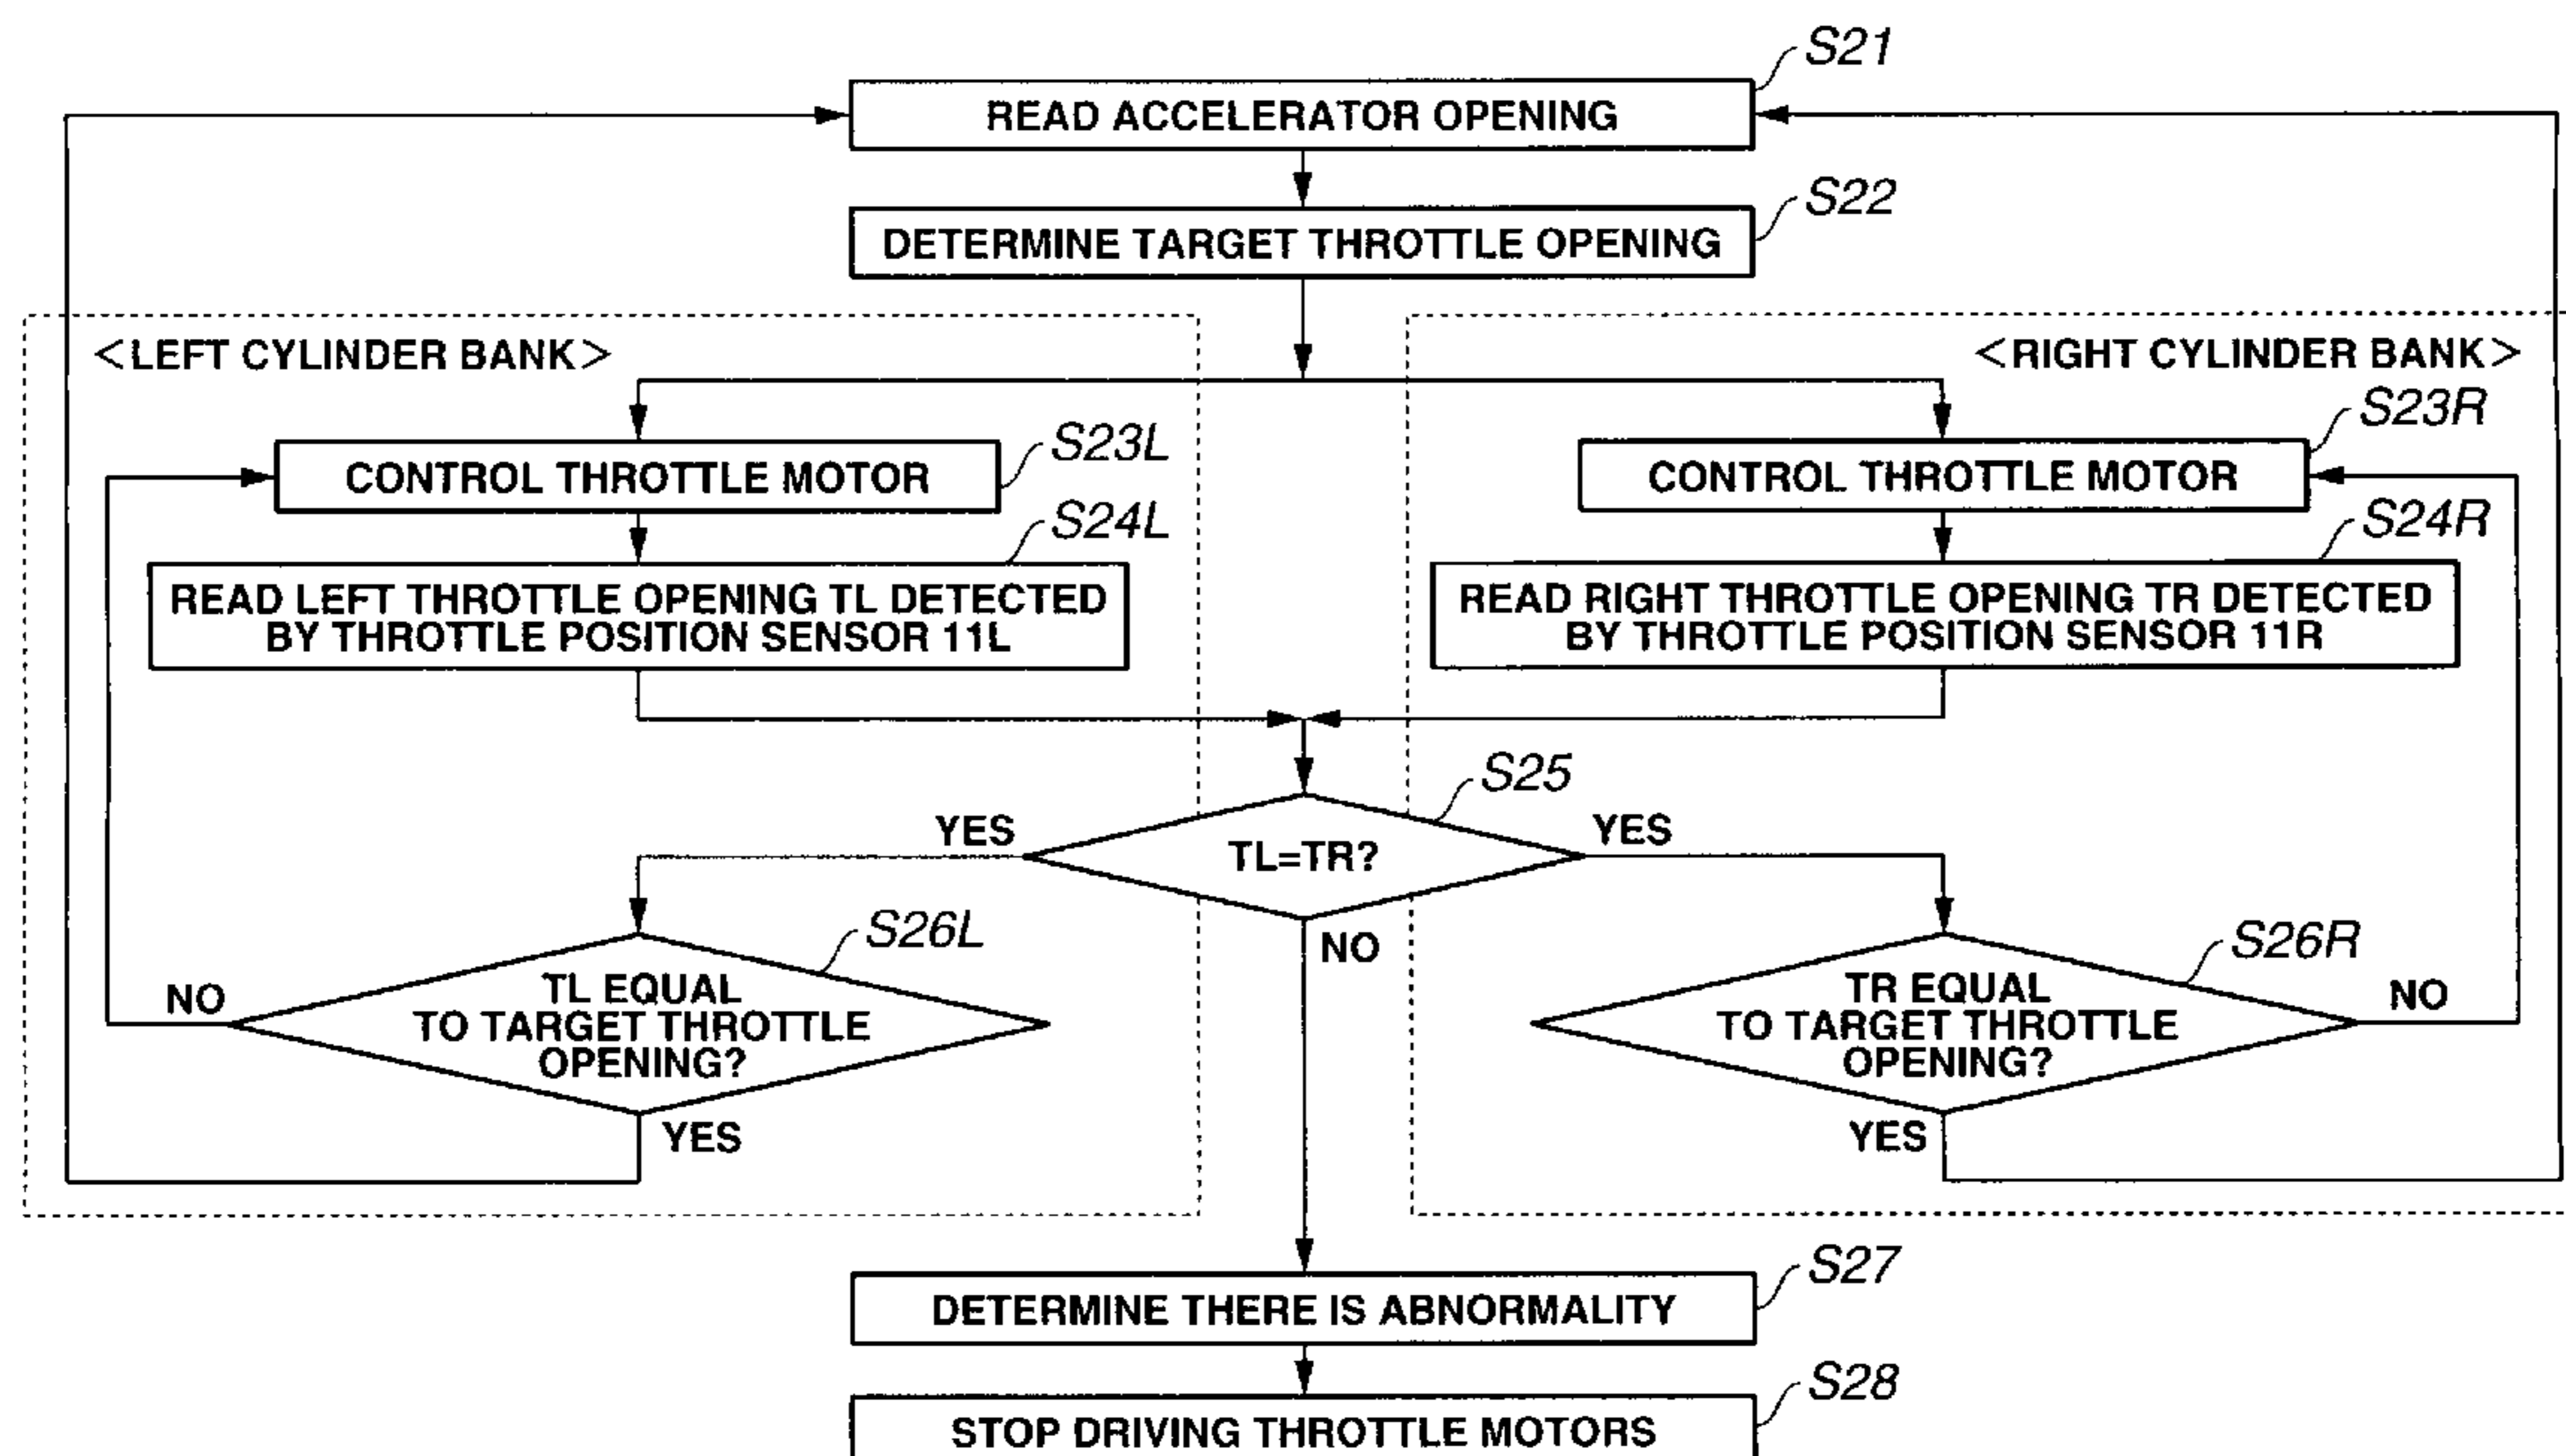 S21
READ ACCELERATOR OPENING
S22
DETERMINE TARGET THROTTLE OPENING
<LEFT CYLINDER BANK>
<RIGHT CYLINDER BANK>
S23L
CONTROL THROTTLE MOTOR
S23R
CONTROL THROTTLE MOTOR
S24L
READ LEFT THROTTLE OPENING TL DETECTED
BY THROTTLE POSITION SENSOR 11L
S24R
READ RIGHT THROTTLE OPENING TR DETECTED
BY THROTTLE POSITION SENSOR 11R
S25
YES
TL=TR?
YES
NO
S26L
NO
TL EQUAL
TO TARGET THROTTLE
OPENING?
YES
S26R
TR EQUAL
TO TARGET THROTTLE
OPENING?
NO
YES
S27
DETERMINE THERE IS ABNORMALITY
S28
STOP DRIVING THROTTLE MOTORS